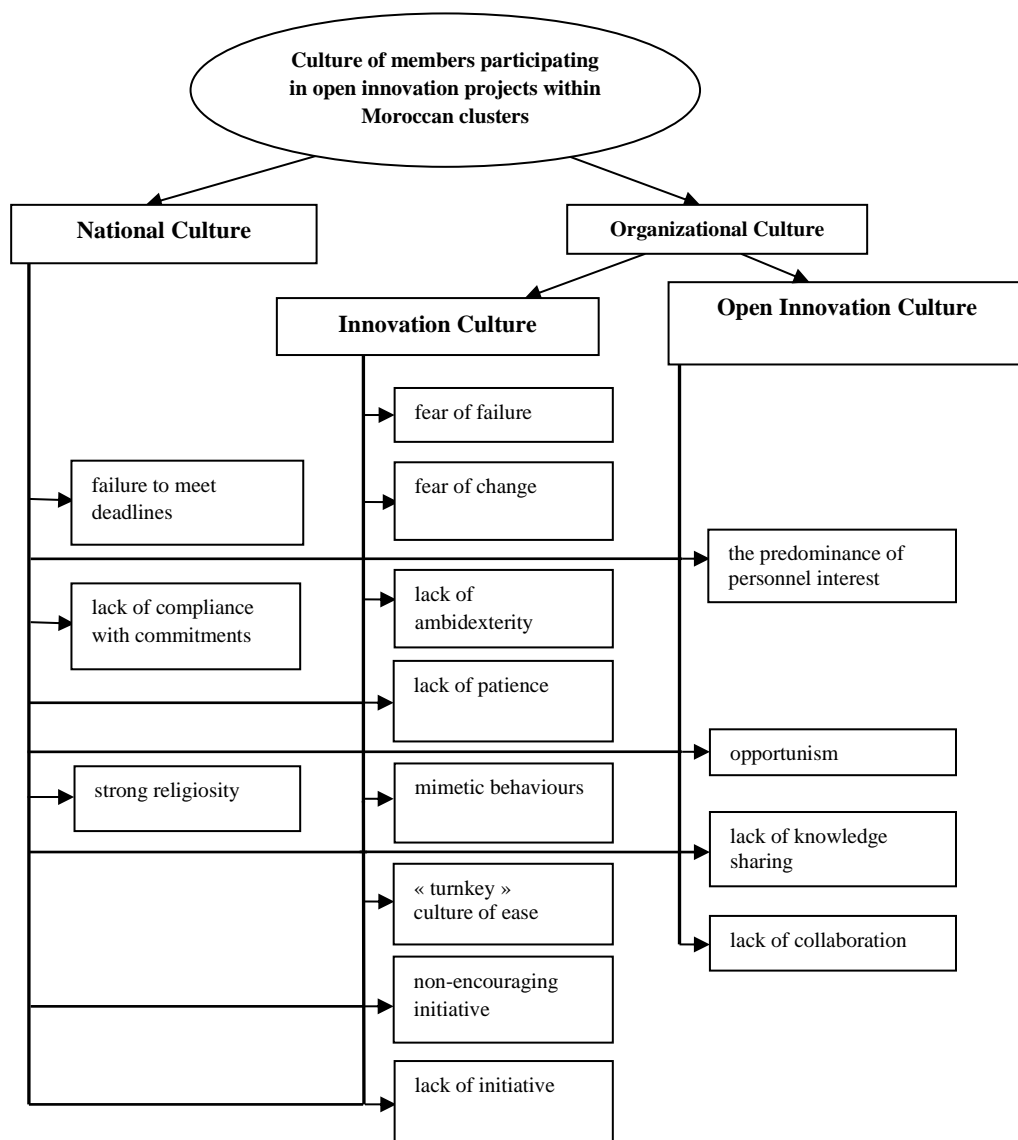 Culture of members participating
in open innovation projects within
Moroccan clusters
National Culture
Organizational Culture
Innovation Culture
Open Innovation Culture
fear of failure
failure to meet
deadlines
fear of change
the predominance of
personnel interest
lack of compliance
with commitments
lack of
ambidexterity
lack of patience
opportunism
strong religiosity
mimetic behaviours
lack of knowledge
sharing
« turnkey »
culture of ease
lack of collaboration
non-encouraging
initiative
lack of initiative